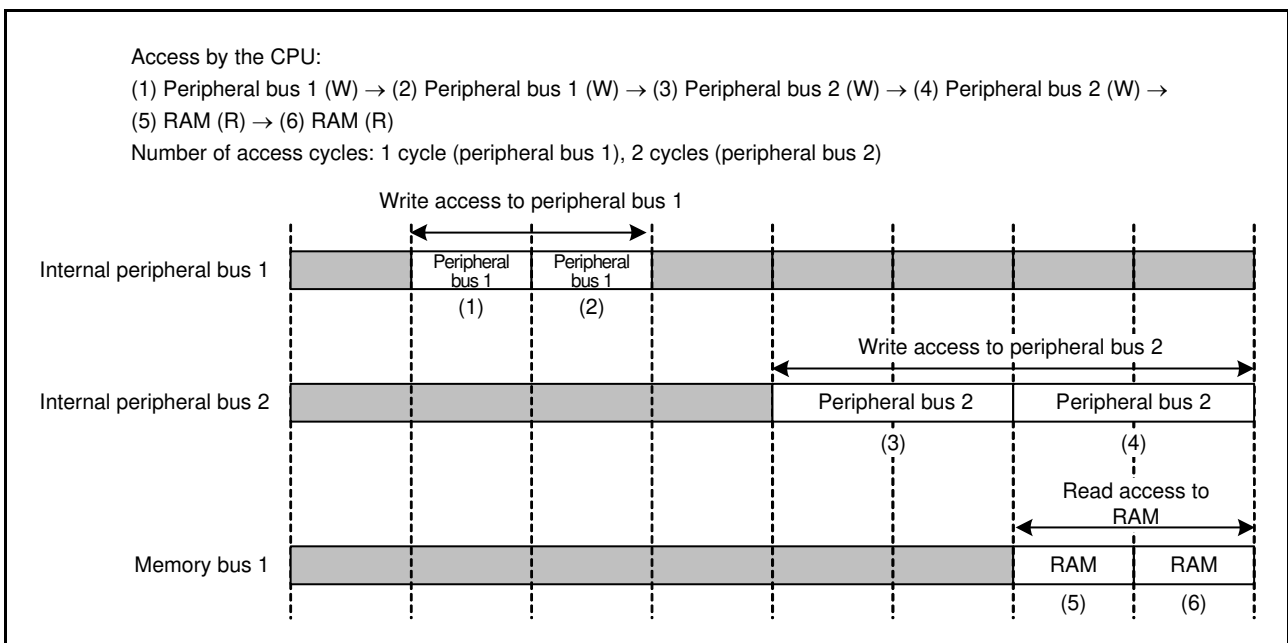 Access by the CPU:
(1) Peripheral bus 1 (W) → (2) Peripheral bus 1 (W) → (3) Peripheral bus 2 (W) → (4) Peripheral bus 2 (W) →
(5) RAM (R) → (6) RAM (R)
Number of access cycles: 1 cycle (peripheral bus 1), 2 cycles (peripheral bus 2)
Write access to peripheral bus 1
Internal peripheral bus 1
Peripheral
bus 1
Peripheral
bus 1
(1)
(2)
Write access to peripheral bus 2
Internal peripheral bus 2
Peripheral bus 2
Peripheral bus 2
(3)
(4)
Read access to
RAM
Memory bus 1
RAM
RAM
(5)
(6)